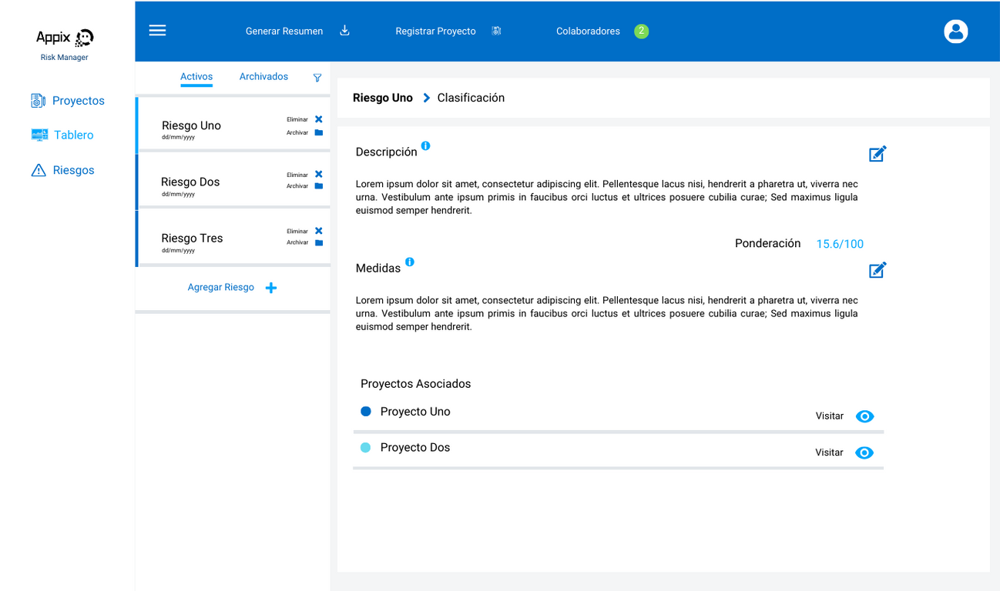 Appix
Risk Manager
Proyectos
Tablero
Riesgos
Generar Resumen
Registrar Proyecto
Colaboradores
2
Activos
Archivados
Riesgo Uno
dd/mm/yyyy
Eliminar
Archivar
Riesgo Dos
dd/mm/yyyy
Eliminar
Archivar
Riesgo Tres
dd/mm/yyyy
Eliminar
Archivar
Agregar Riesgo
Riesgo Uno
Clasificación
Descripción
Lorem ipsum dolor sit amet, consectetur adipiscing elit. Pellentesque lacus nisi, hendrerit a pharetra ut, viverra nec
urna. Vestibulum ante ipsum primis in faucibus orci luctus et ultrices posuere cubilia curae; Sed maximus ligula
euismod semper hendrerit.
Ponderación 15.6/100
Medidas
Lorem ipsum dolor sit amet, consectetur adipiscing elit. Pellentesque lacus nisi, hendrerit a pharetra ut, viverra nec
urna. Vestibulum ante ipsum primis in faucibus orci luctus et ultrices posuere cubilia curae; Sed maximus ligula
euismod semper hendrerit.
Proyectos Asociados
Proyecto Uno
Visitar
Proyecto Dos
Visitar